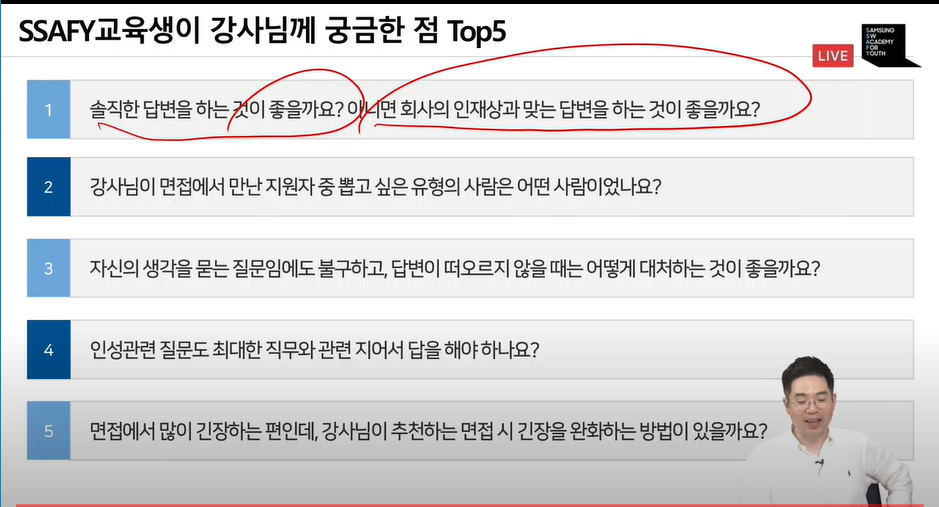 SSAFY교육생이 강사님께 궁금한 점 Top5
LIVE
SAMSUNG
SW
ACADEMY
FOR
YOUTH
1 솔직한 답변을 하는 것이 좋을까요? 아니면 회사의 인재상과 맞는 답변을 하는 것이 좋을까요?
2 강사님이 면접에서 만난 지원자 중 뽑고 싶은 유형의 사람은 어떤 사람이었나요?
3 자신의 생각을 묻는 질문임에도 불구하고, 답변이 떠오르지 않을 때는 어떻게 대처하는 것이 좋을까요?
4 인성관련 질문도 최대한 직무와 관련 지어서 답을 해야 하나요?
5 면접에서 많이 긴장하는 편인데, 강사님이 추천하는 면접 시 긴장을 완화하는 방법이 있을까요?